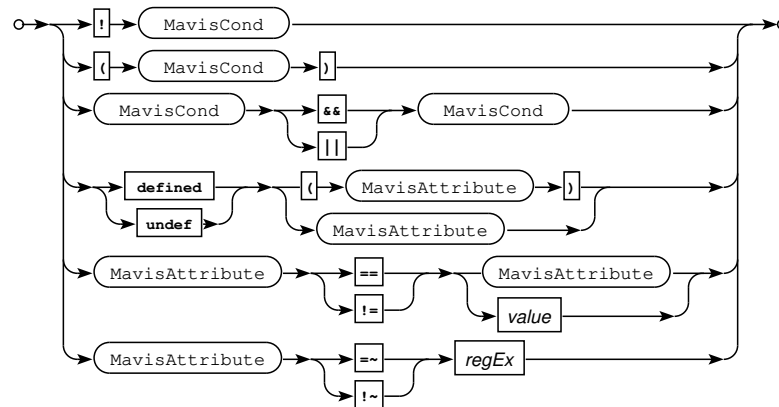 ! MavisCond
( MavisCond )
MavisCond && MavisCond
||
defined ( MavisAttribute )
undef MavisAttribute
MavisAttribute == MavisAttribute
!= value
MavisAttribute =~ regEx
!~